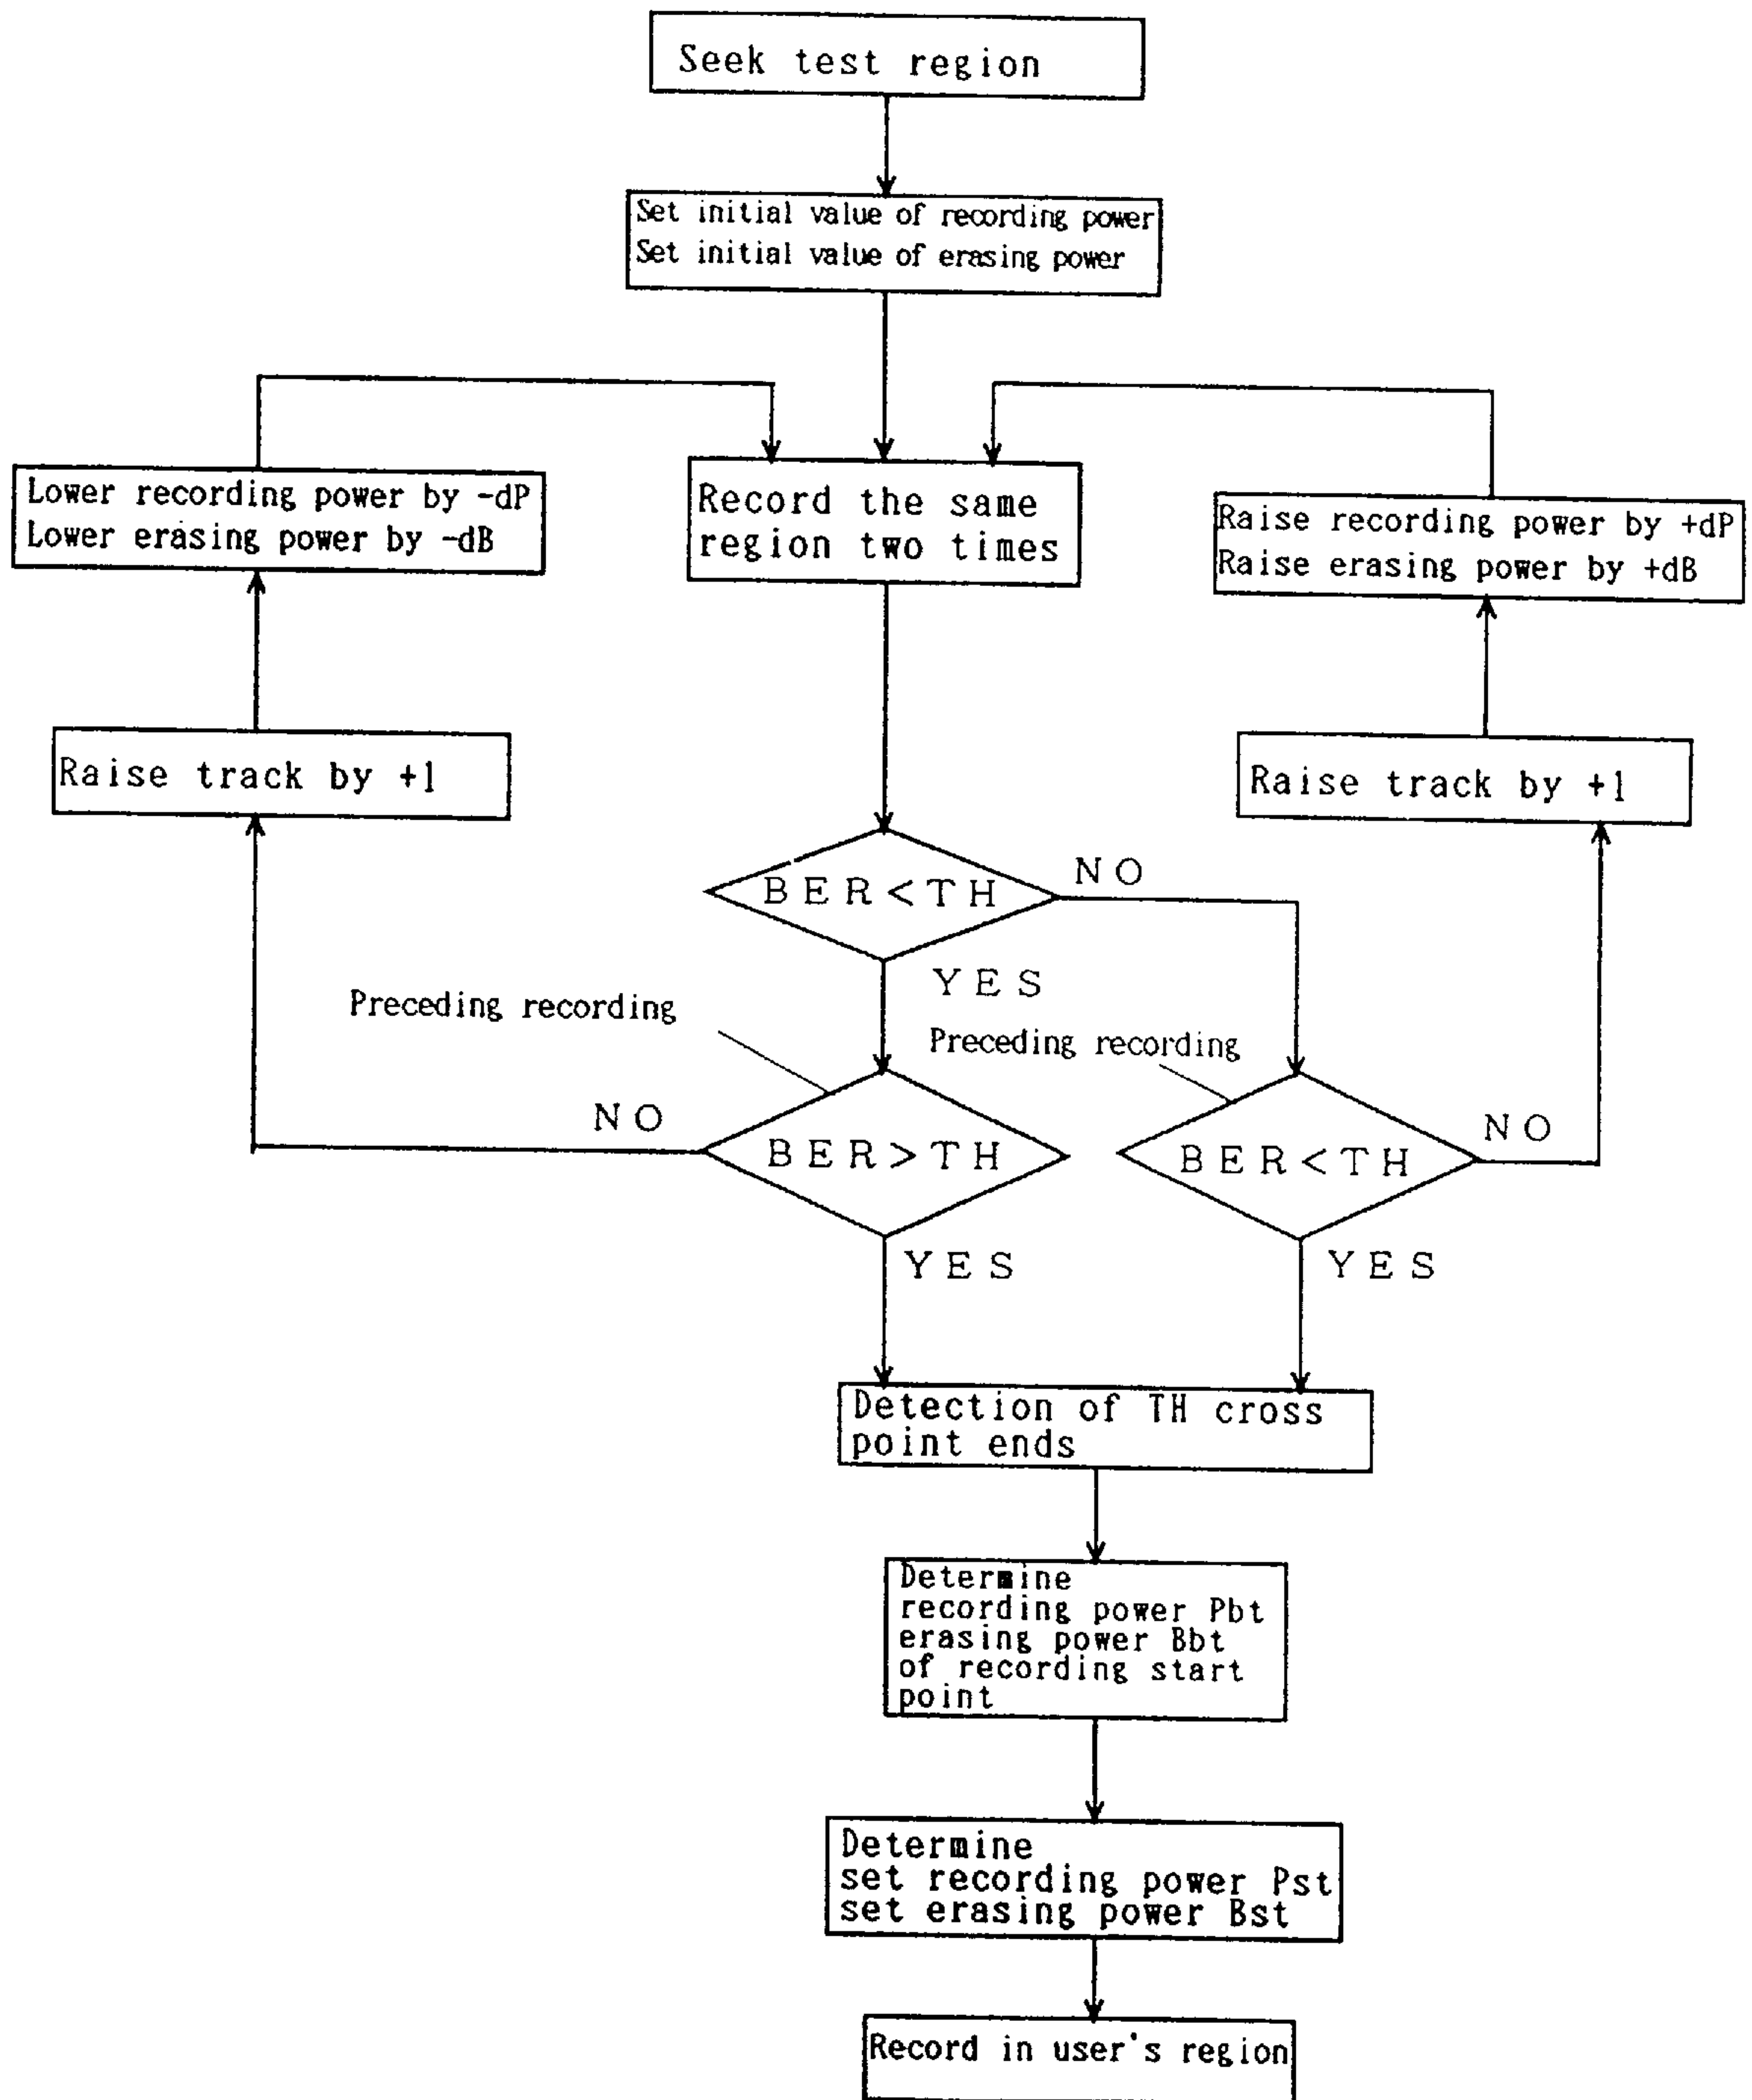 Seek test region
Set initial value of recording power
Set initial value of erasing power
Lower recording power by -dP
Lower erasing power by -dB
Record the same
region two times
Raise recording power by +dP
Raise erasing power by +dB
Raise track by +1
Raise track by +1
BER<TH
NO
YES
Preceding recording
Preceding recording
NO
BER>TH
BER<TH
NO
YES
YES
Detection of TH cross
point ends
Determine
recording power Pbt
erasing power Bbt
of recording start
point
Determine
set recording power Pst
set erasing power Bst
Record in user's region